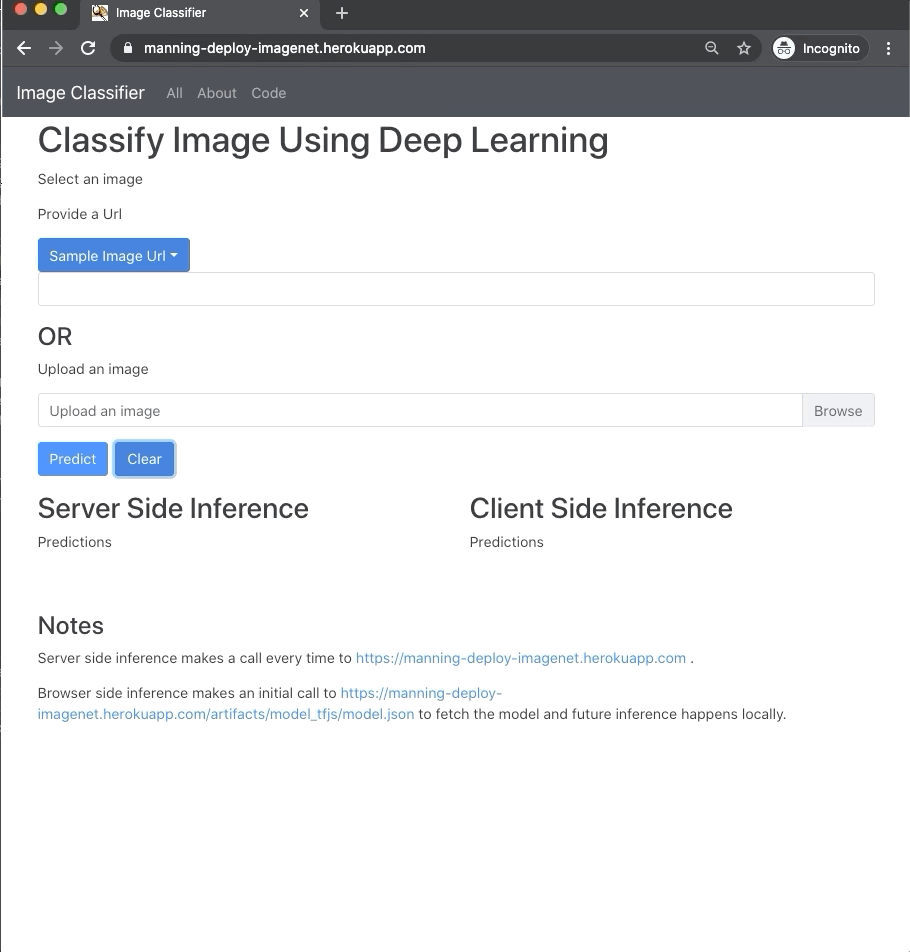 Image Classifier
manning-deploy-imagenet.herokuapp.com
Incognito
Image Classifier All About Code
Classify Image Using Deep Learning
Select an image
Provide a Url
Sample Image Url
OR
Upload an image
Upload an image Browse
Predict Clear
Server Side Inference Client Side Inference
Predictions Predictions
Notes
Server side inference makes a call every time to https://manning-deploy-imagenet.herokuapp.com .
Browser side inference makes an initial call to https://manning-deploy-
imagenet.herokuapp.com/artifacts/model_tfjs/model.json to fetch the model and future inference happens locally.